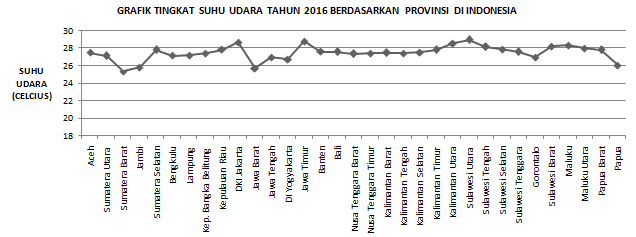 GRAFIK TINGKAT SUHU UDARA TAHUN 2016 BERDASARKAN PROVINSI DI INDONESIA
SUHU
UDARA
(CELCIUS)
30
28
26
24
22
20
18
Aceh
Sumatera Utara
Sumatera Barat
Jambi
Sumatera Selatan
Bengkulu
Lampung
Kep. Bangka Belitung
Kepulauan Riau
DKI Jakarta
Jawa Barat
Jawa Tengah
DI Yogyakarta
Jawa Timur
Banten
Bali
Nusa Tenggara Barat
Nusa Tenggara Timur
Kalimantan Barat
Kalimantan Tengah
Kalimantan Selatan
Kalimantan Timur
Kalimantan Utara
Sulawesi Utara
Sulawesi Tengah
Sulawesi Selatan
Sulawesi Tenggara
Gorontalo
Sulawesi Barat
Maluku
Maluku Utara
Papua Barat
Papua